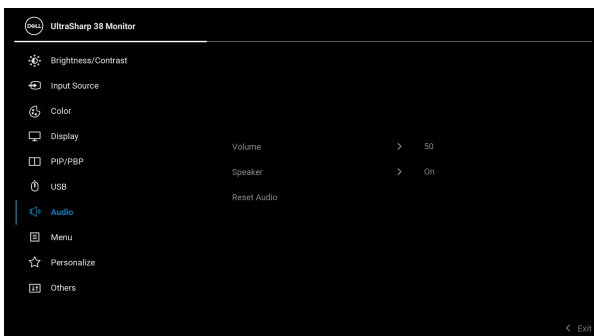 DELL UltraSharp 38 Monitor
Brightness/Contrast
Input Source
Color
Display
PIP/PBP
USB
Audio
Menu
Personalize
Others
Volume > 50
Speaker > On
Reset Audio
< Exit